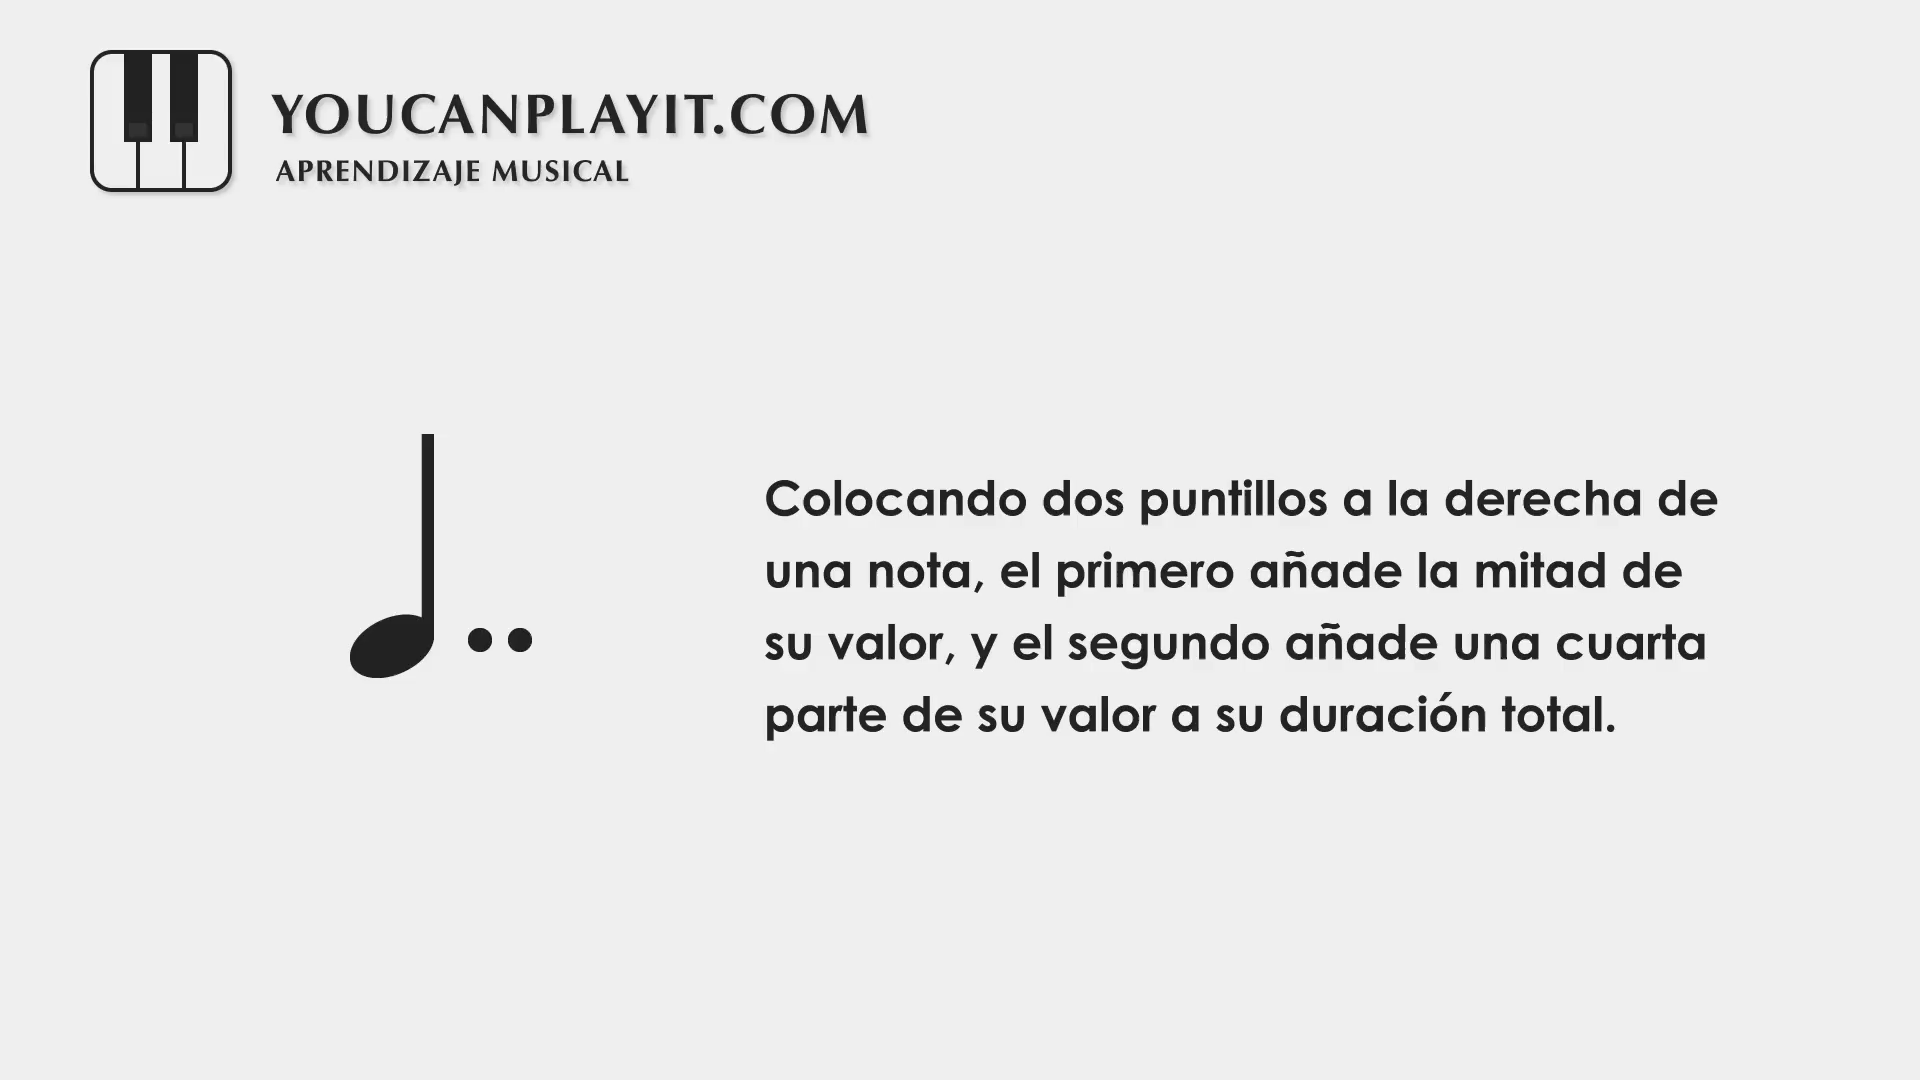 YOUCANPLAYIT.COM
APRENDIZAJE MUSICAL
Colocando dos puntillos a la derecha de
una nota, el primero añade la mitad de
su valor, y el segundo añade una cuarta
parte de su valor a su duración total.